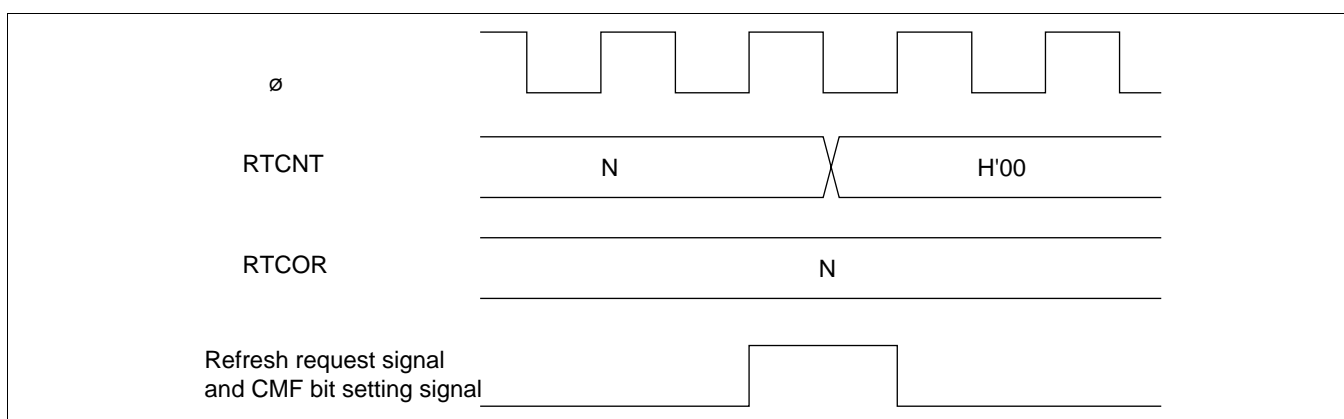 ø
RTCNT
N
H'00
RTCOR
N
Refresh request signal
and CMF bit setting signal